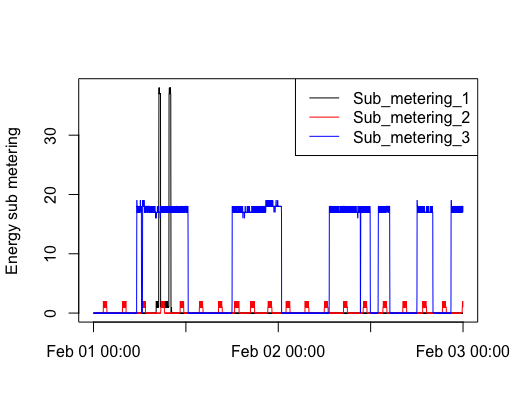 Sub_metering_1
Sub_metering_2
Sub_metering_3
Energy sub metering
30
20
10
0
Feb 01 00:00 Feb 02 00:00 Feb 03 00:00